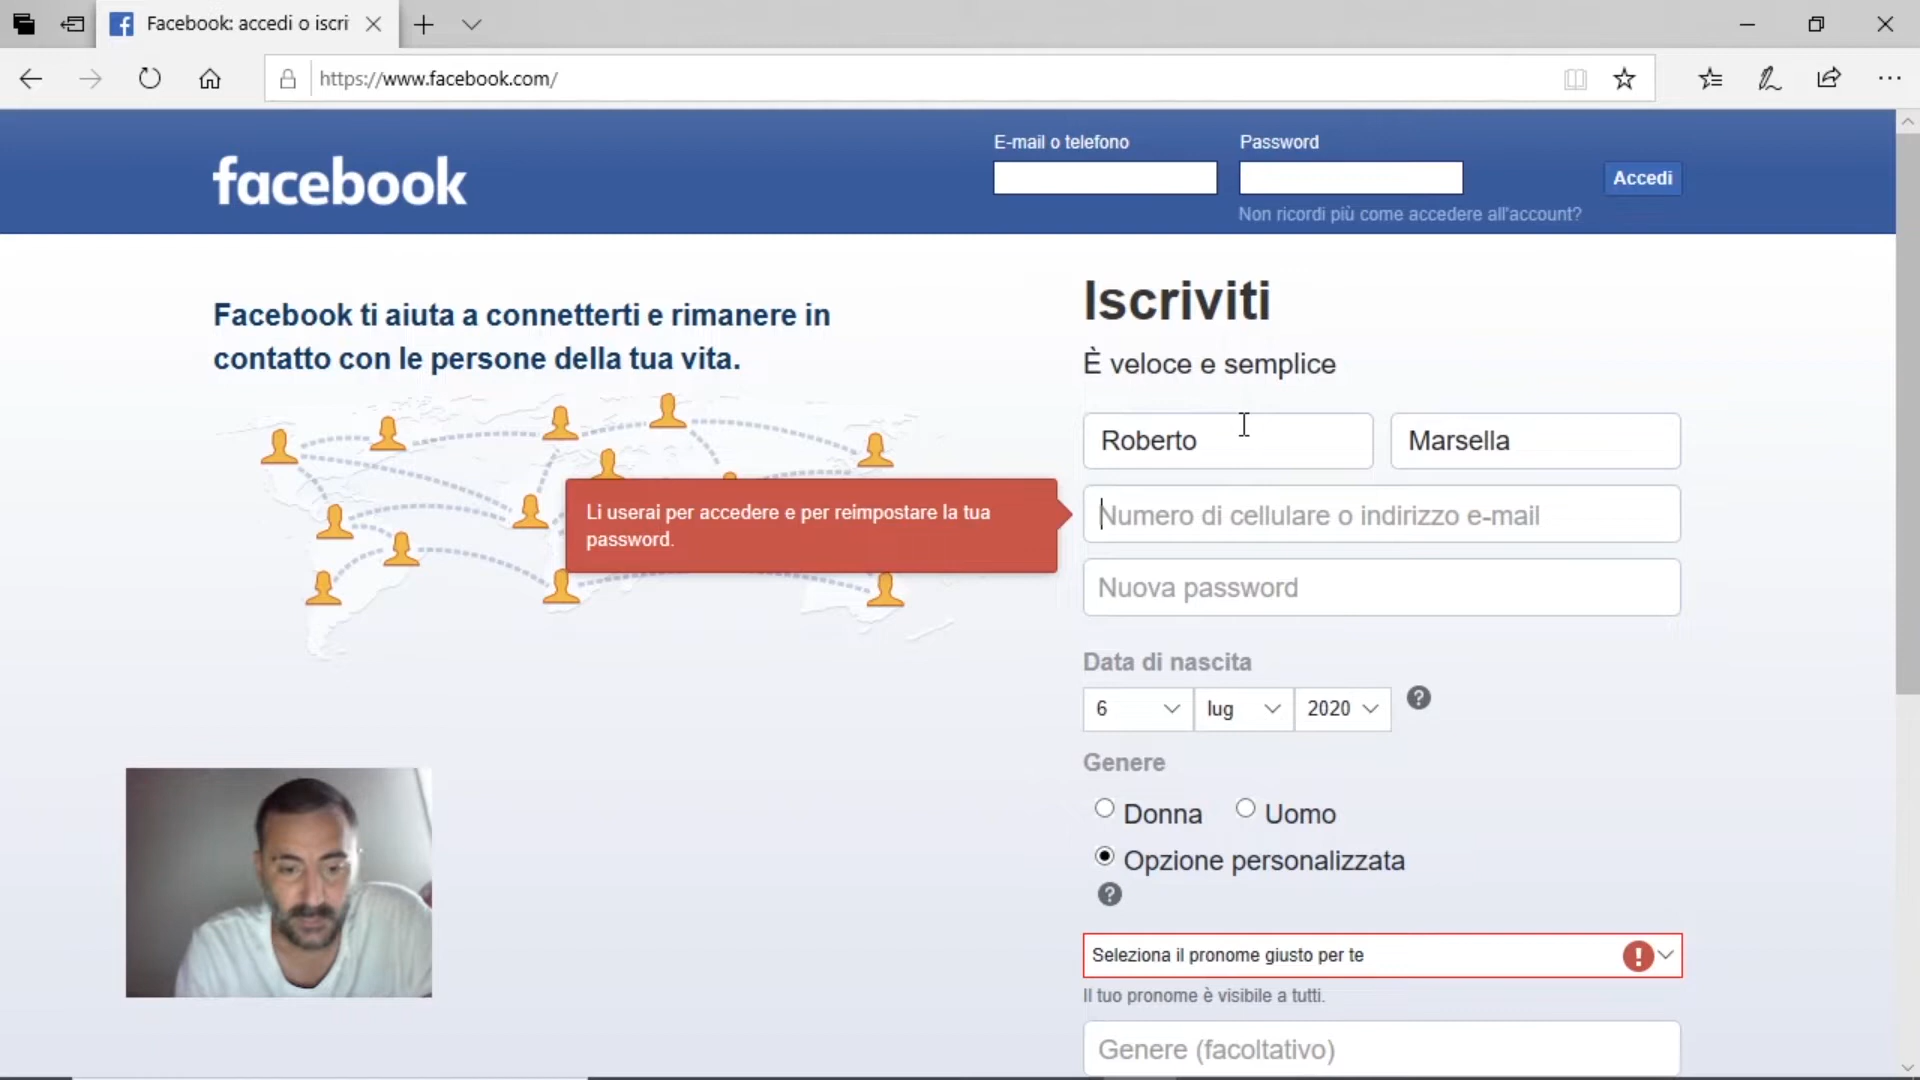 Facebook: accedi o iscri
https://www.facebook.com/
facebook
E-mail o telefono
Password
Accedi
Non ricordi più come accedere all'account?
Facebook ti aiuta a connetterti e rimanere in
contatto con le persone della tua vita.
Li userai per accedere e per reimpostare la tua
password.
Iscriviti
È veloce e semplice
Roberto
Marsella
Numero di cellulare o indirizzo e-mail
Nuova password
Data di nascita
6
lug
2020
Genere
Donna
Uomo
Opzione personalizzata
Seleziona il pronome giusto per te
Il tuo pronome è visibile a tutti.
Genere (facoltativo)